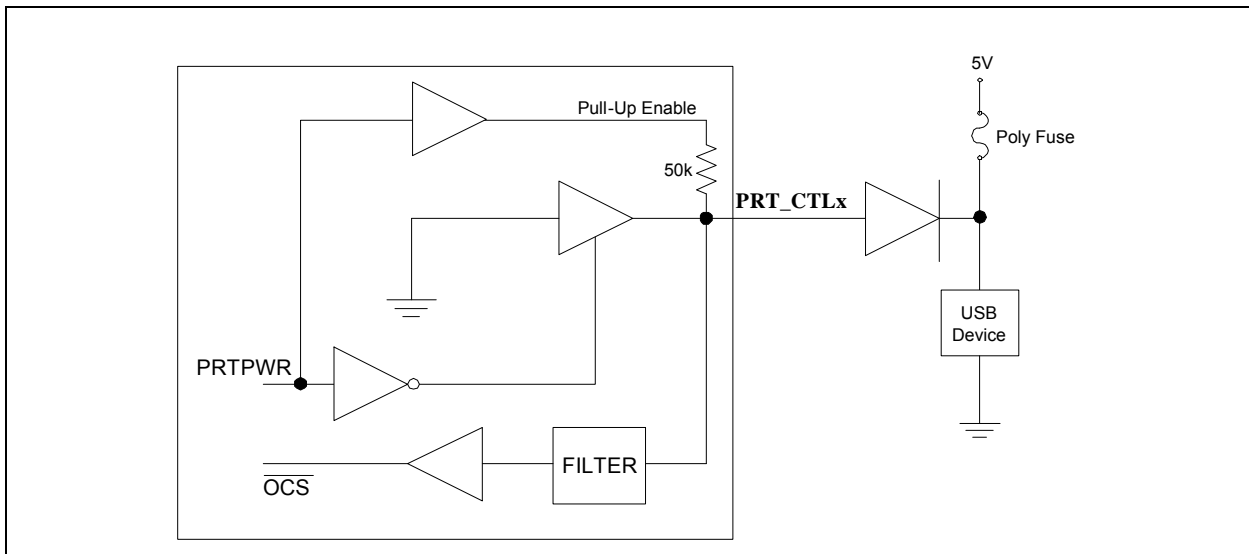 5V
Pull-Up Enable
Poly Fuse
50k
PRT_CTLx
USB
Device
PRTPWR
FILTER
OCS